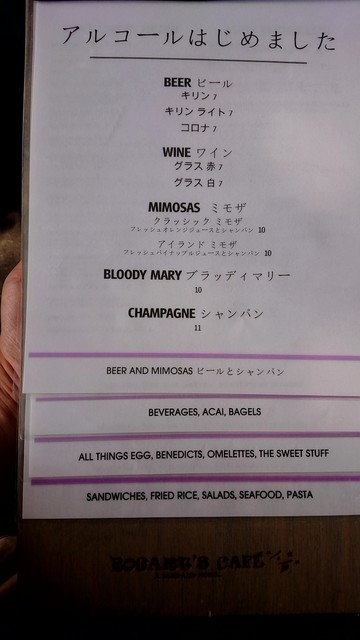 アルコールはじめました
BEER ビール
キリン 7
キリン ライト 7
コロナ 7
WINE ワイン
グラス 赤 7
グラス 白 7
MIMOSAS ミモザ
クラッシック ミモザ
フレッシュオレンジジュースとシャンパン 10
アイランド ミモザ
フレッシュパイナップルジュースとシャンパン 10
BLOODY MARY ブラッディマリー
10
CHAMPAGNE シャンパン
11
BEER AND MIMOSAS ビールとシャンパン
BEVERAGES, ACAI, BAGELS
ALL THINGS EGG, BENEDICTS, OMELETTES, THE SWEET STUFF
SANDWICHES, FRIED RICE, SALADS, SEAFOOD, PASTA
BOGART'S CAFE